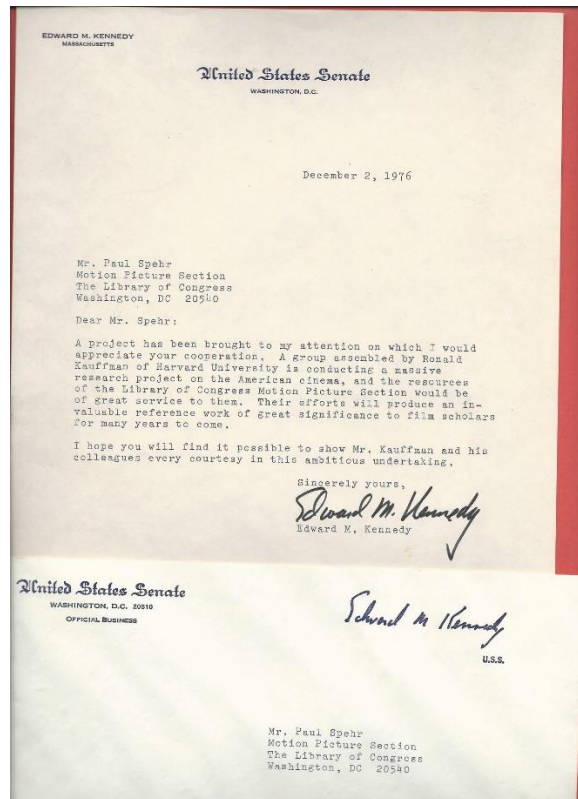 EDWARD M. KENNEDY
MASSACHUSETTS
United States Senate
WASHINGTON, D.C.
December 2, 1976
Mr. Paul Spehr
Motion Picture Section
The Library of Congress
Washington, DC 20540
Dear Mr. Spehr:
A project has been brought to my attention on which I would
appreciate your cooperation. A group assembled by Ronald
Kauffman of Harvard University is conducting a massive
research project on the American cinema, and the resources
of the Library of Congress Motion Picture Section would be
of great service to them. Their efforts will produce an in-
valuable reference work of great significance to film scholars
for many years to come.
I hope you will find it possible to show Mr. Kauffman and his
colleagues every courtesy in this ambitious undertaking.
Sincerely yours,
Edward M. Kennedy
Edward M. Kennedy
United States Senate
WASHINGTON, D.C. 20510
OFFICIAL BUSINESS
Edward M Kennedy
U.S.S.
Mr. Paul Spehr
Motion Picture Section
The Library of Congress
Washington, DC 20540